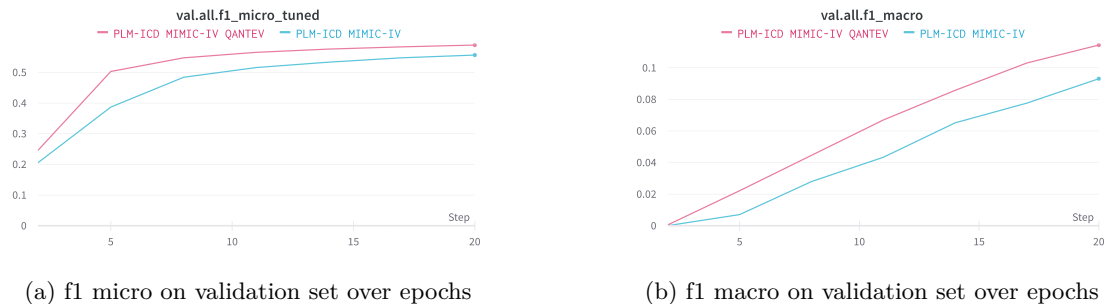 val.all.f1_micro_tuned
PLM-ICD MIMIC-IV QANTEV PLM-ICD MIMIC-IV
0.5
0.4
0.3
0.2
0.1
0
Step
5 10 15 20
(a) f1 micro on validation set over epochs
val.all.f1_macro
PLM-ICD MIMIC-IV QANTEV PLM-ICD MIMIC-IV
0.1
0.08
0.06
0.04
0.02
0
Step
5 10 15 20
(b) f1 macro on validation set over epochs